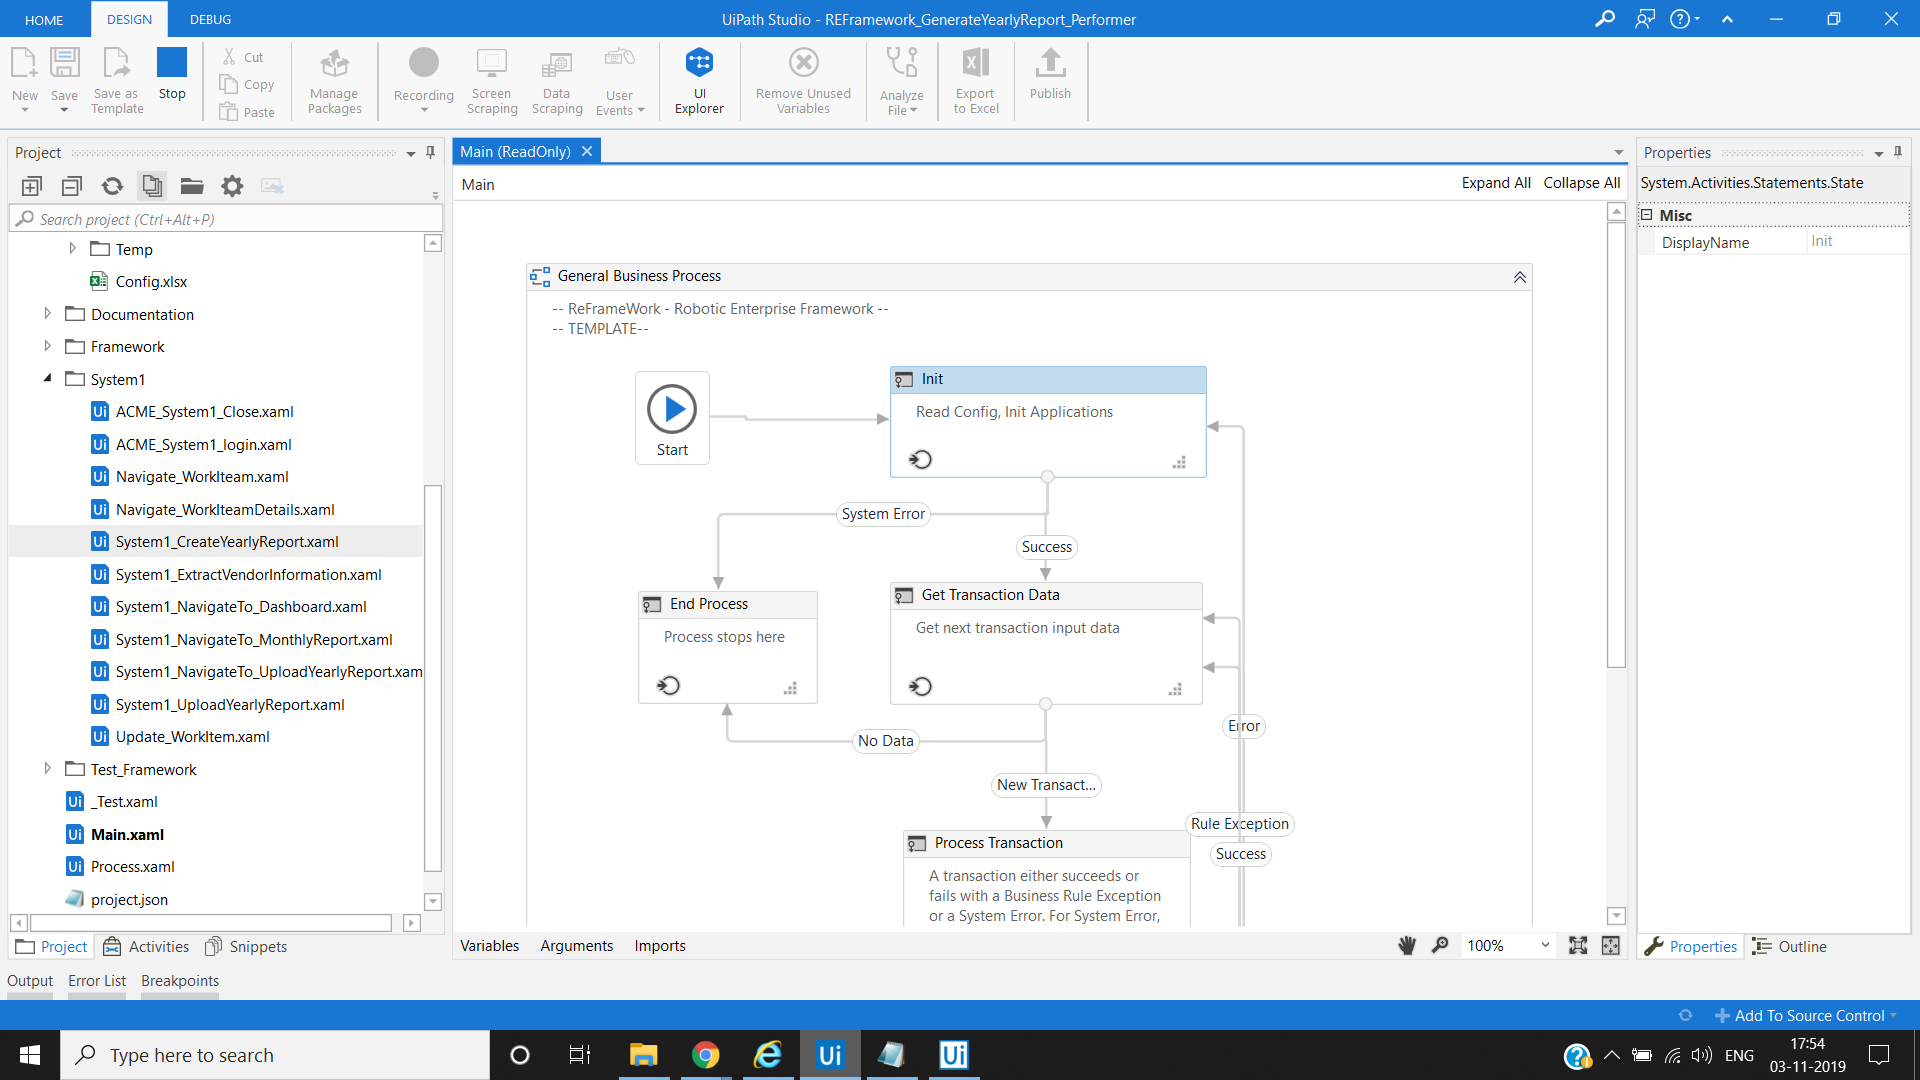 HOME
DESIGN
DEBUG
UiPath Studio - REFramework_GenerateYearlyReport_Performer
New
Save
Save as Template
Stop
Cut
Copy
Paste
Manage Packages
Recording
Screen Scraping
Data Scraping
User Events
UI Explorer
Remove Unused Variables
Analyze File
Export to Excel
Publish
Project
Search project (Ctrl+Alt+P)
Temp
Config.xlsx
Documentation
Framework
System1
ACME_System1_Close.xaml
ACME_System1_login.xaml
Navigate_WorkIteam.xaml
Navigate_WorkIteamDetails.xaml
System1_CreateYearlyReport.xaml
System1_ExtractVendorInformation.xaml
System1_NavigateTo_Dashboard.xaml
System1_NavigateTo_MonthlyReport.xaml
System1_NavigateTo_UploadYearlyReport.xam
System1_UploadYearlyReport.xaml
Update_WorkItem.xaml
Test_Framework
_Test.xaml
Main.xaml
Process.xaml
project.json
Project
Activities
Snippets
Main (ReadOnly)
Main
Expand All
Collapse All
General Business Process
-- ReFrameWork - Robotic Enterprise Framework --
-- TEMPLATE--
Start
Init
Read Config, Init Applications
System Error
Success
End Process
Process stops here
Get Transaction Data
Get next transaction input data
No Data
Error
New Transact...
Rule Exception
Success
Process Transaction
A transaction either succeeds or
fails with a Business Rule Exception
or a System Error. For System Error,
Variables
Arguments
Imports
100%
Properties
System.Activities.Statements.State
Misc
DisplayName
Init
Properties
Outline
Output
Error List
Breakpoints
Add To Source Control
Type here to search
ENG
17:54
03-11-2019